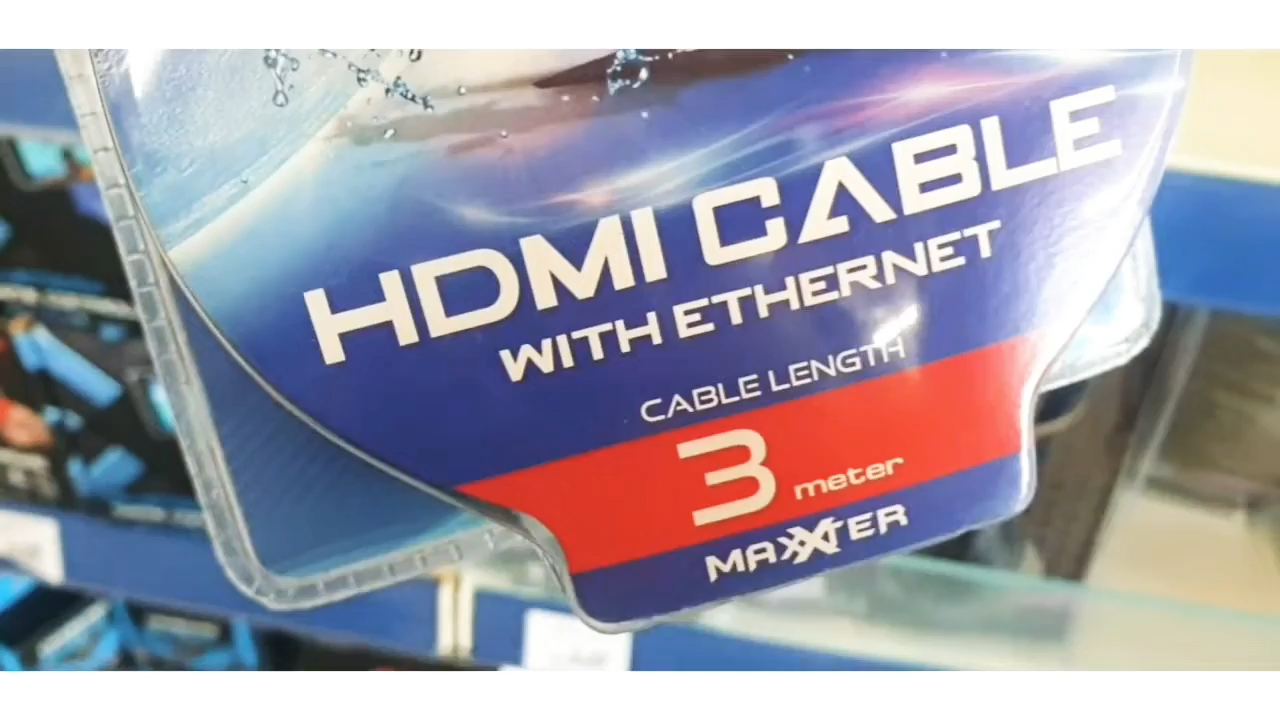 HDMI CABLE
WITH ETHERNET
CABLE LENGTH
3 meter
MAXXTER